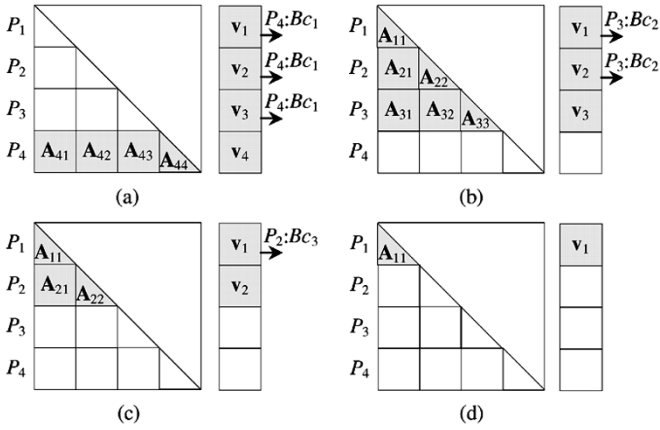 P₁ v₁ P₄:Bc₁
P₂ v₂ P₄:Bc₁
P₃ v₃ P₄:Bc₁
P₄ A₄₁ A₄₂ A₄₃ A₄₄ v₄
(a)
P₁ A₁₁ v₁ P₃:Bc₂
P₂ A₂₁ A₂₂ v₂ P₃:Bc₂
P₃ A₃₁ A₃₂ A₃₃ v₃
P₄
(b)
P₁ A₁₁ v₁ P₂:Bc₃
P₂ A₂₁ A₂₂ v₂
P₃
P₄
(c)
P₁ A₁₁ v₁
P₂
P₃
P₄
(d)